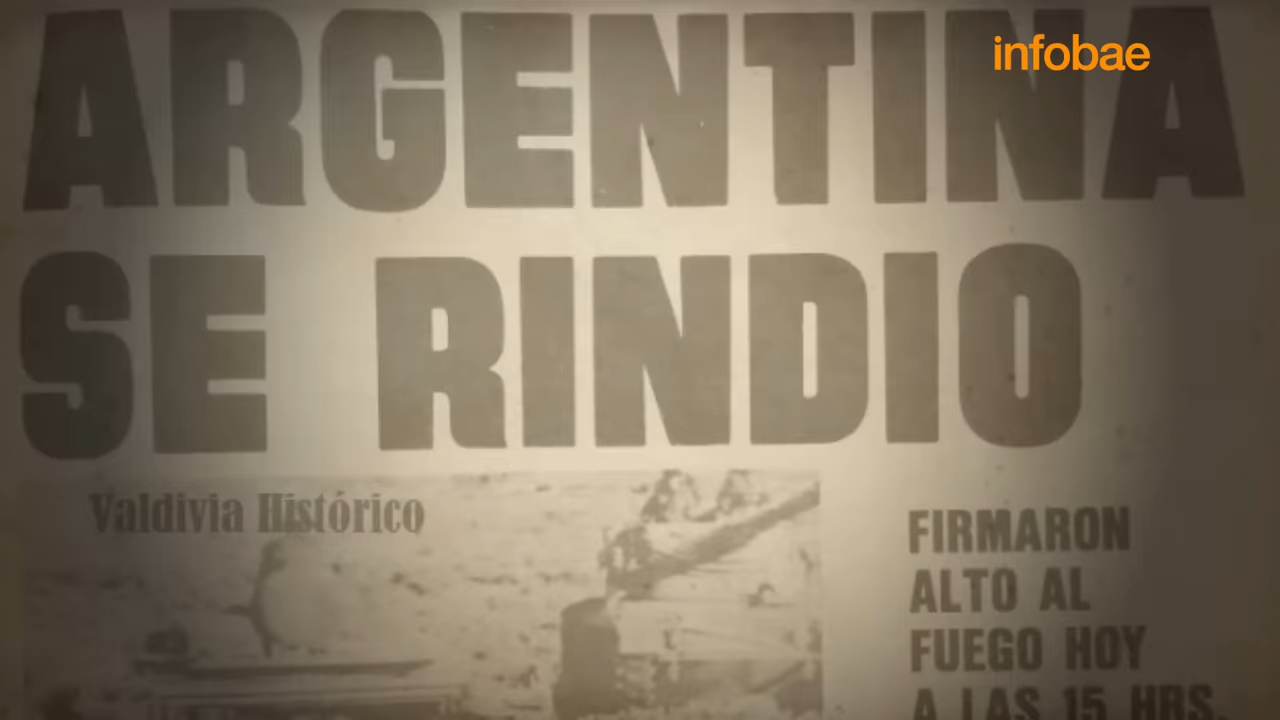 ARGENTINA
infobae
SE RINDIO
Valdivia Histórico
FIRMARON
ALTO AL
FUEGO HOY
A LAS 15 HRS.